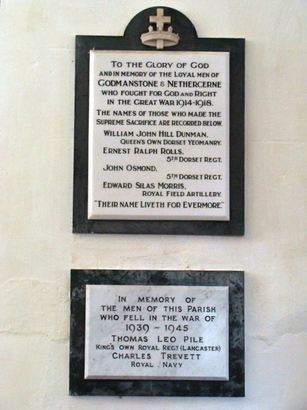 TO THE GLORY OF GOD
AND IN MEMORY OF THE LOYAL MEN OF
GODMANSTONE & NETHERCERNE
WHO FOUGHT FOR GOD AND RIGHT
IN THE GREAT WAR 1914-1918.
THE NAMES OF THOSE WHO MADE THE
SUPREME SACRIFICE ARE RECORDED BELOW.
WILLIAM JOHN HILL DUNMAN,
QUEEN'S OWN DORSET YEOMANRY.
ERNEST RALPH ROLLS,
5TH DORSET REGT.
JOHN OSMOND,
5TH DORSET REGT.
EDWARD SILAS MORRIS,
ROYAL FIELD ARTILLERY.
"THEIR NAME LIVETH FOR EVERMORE."
IN MEMORY OF
THE MEN OF THIS PARISH
WHO FELL IN THE WAR OF
1939 - 1945
THOMAS LEO PILE
KING'S OWN ROYAL REGT (LANCASTER)
CHARLES TREVETT
ROYAL NAVY